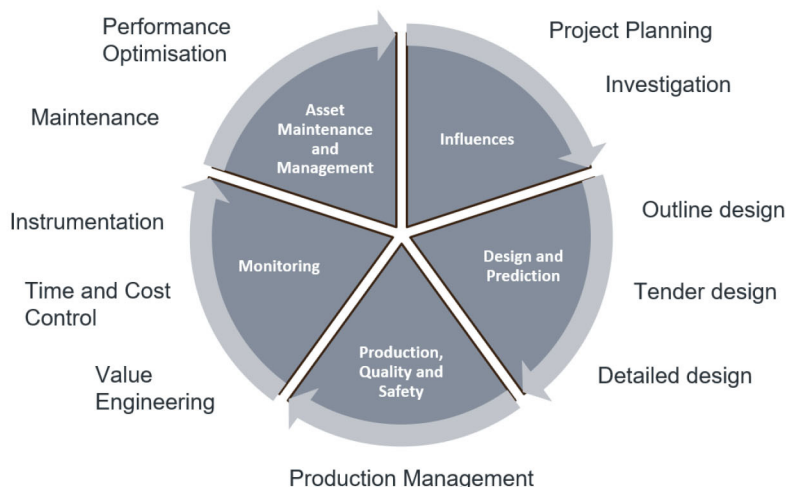 Performance
Optimisation
Project Planning
Investigation
Maintenance
Asset
Maintenance
and
Management
Influences
Instrumentation
Outline design
Monitoring
Design and
Prediction
Time and Cost
Control
Tender design
Production,
Quality and
Safety
Value
Engineering
Detailed design
Production Management